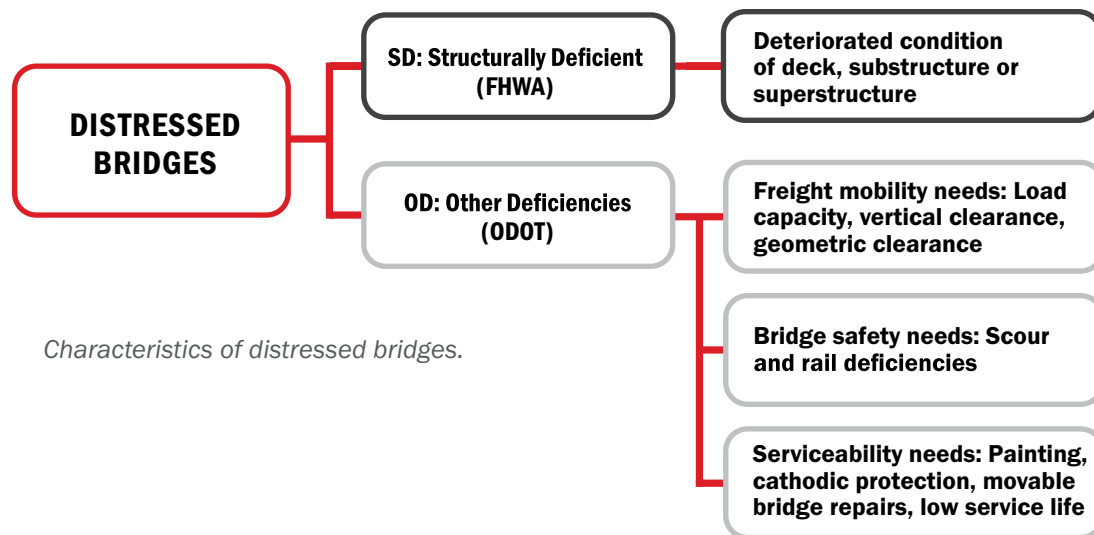 DISTRESSED
BRIDGES
SD: Structurally Deficient
(FHWA)
Deteriorated condition
of deck, substructure or
superstructure
OD: Other Deficiencies
(ODOT)
Freight mobility needs: Load
capacity, vertical clearance,
geometric clearance
Bridge safety needs: Scour
and rail deficiencies
Serviceability needs: Painting,
cathodic protection, movable
bridge repairs, low service life
Characteristics of distressed bridges.